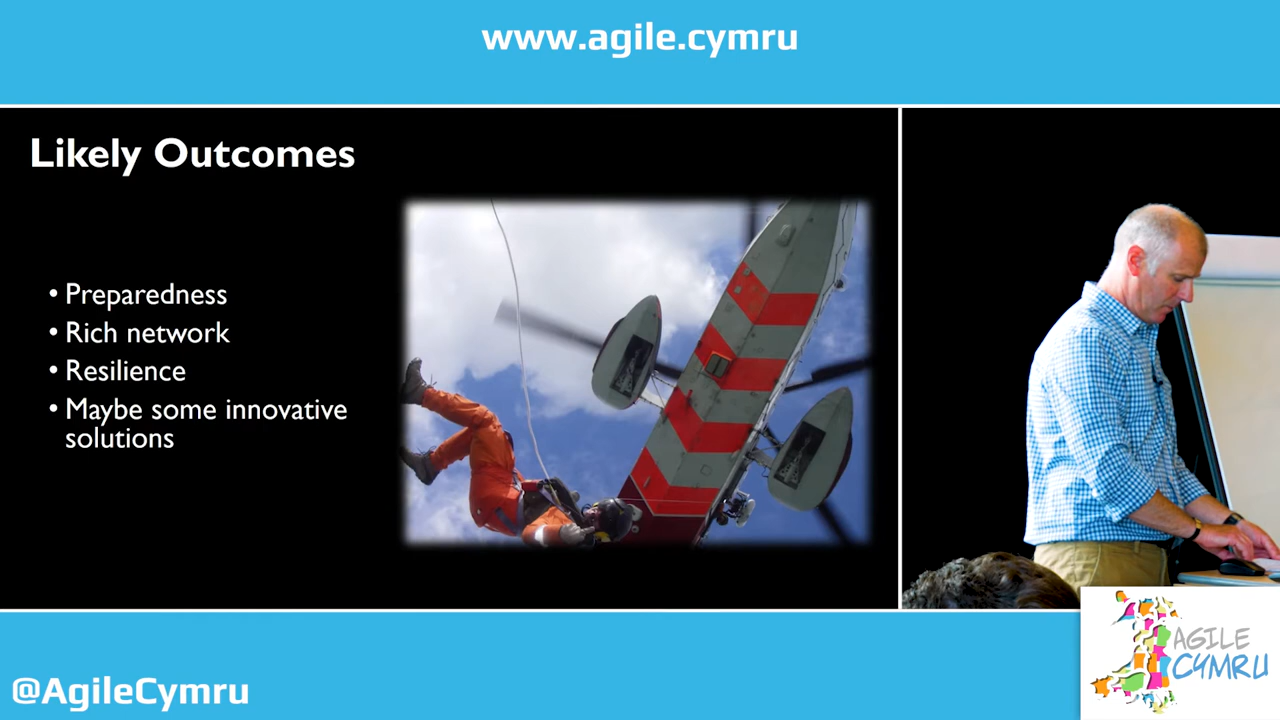 www.agile.cymru
Likely Outcomes
• Preparedness
• Rich network
• Resilience
• Maybe some innovative
solutions
AGILE
CYMRU
@AgileCymru